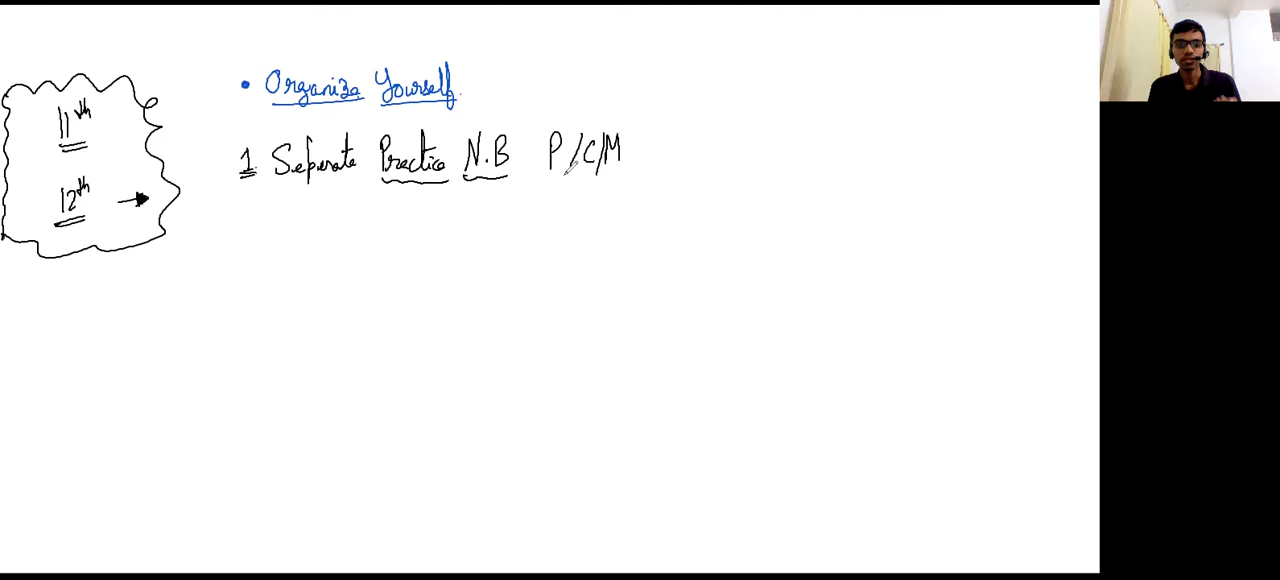 11th
12th →
• Organize Yourself.
1. Seperate Practice N.B P/C/M